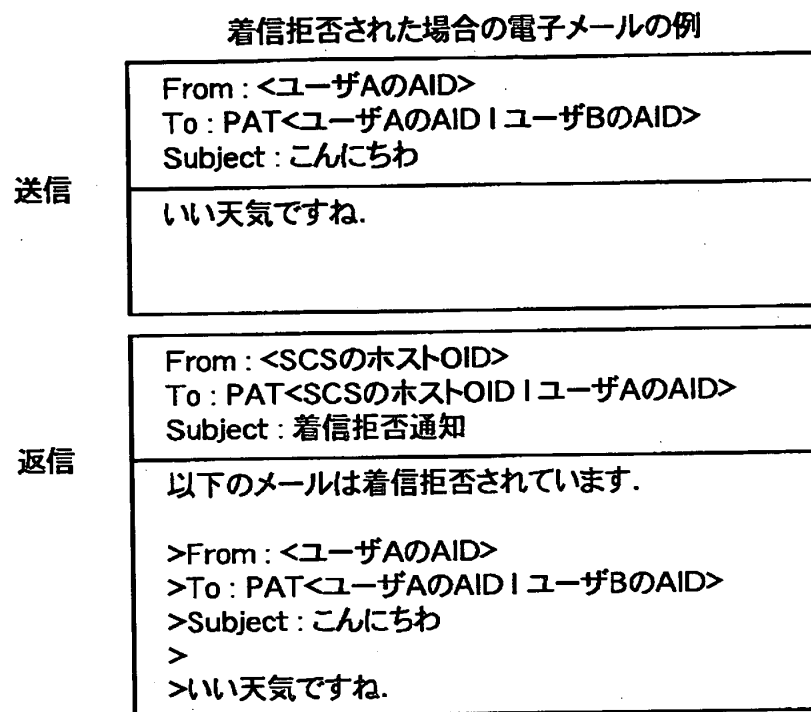 着信拒否された場合の電子メールの例
送信
From : <ユーザAのAID>
To : PAT<ユーザAのAID | ユーザBのAID>
Subject : こんにちわ
いい天気ですね.
返信
From : <SCSのホストOID>
To : PAT<SCSのホストOID | ユーザAのAID>
Subject : 着信拒否通知
以下のメールは着信拒否されています.
>From : <ユーザAのAID>
>To : PAT<ユーザAのAID | ユーザBのAID>
>Subject : こんにちわ
>
>いい天気ですね.